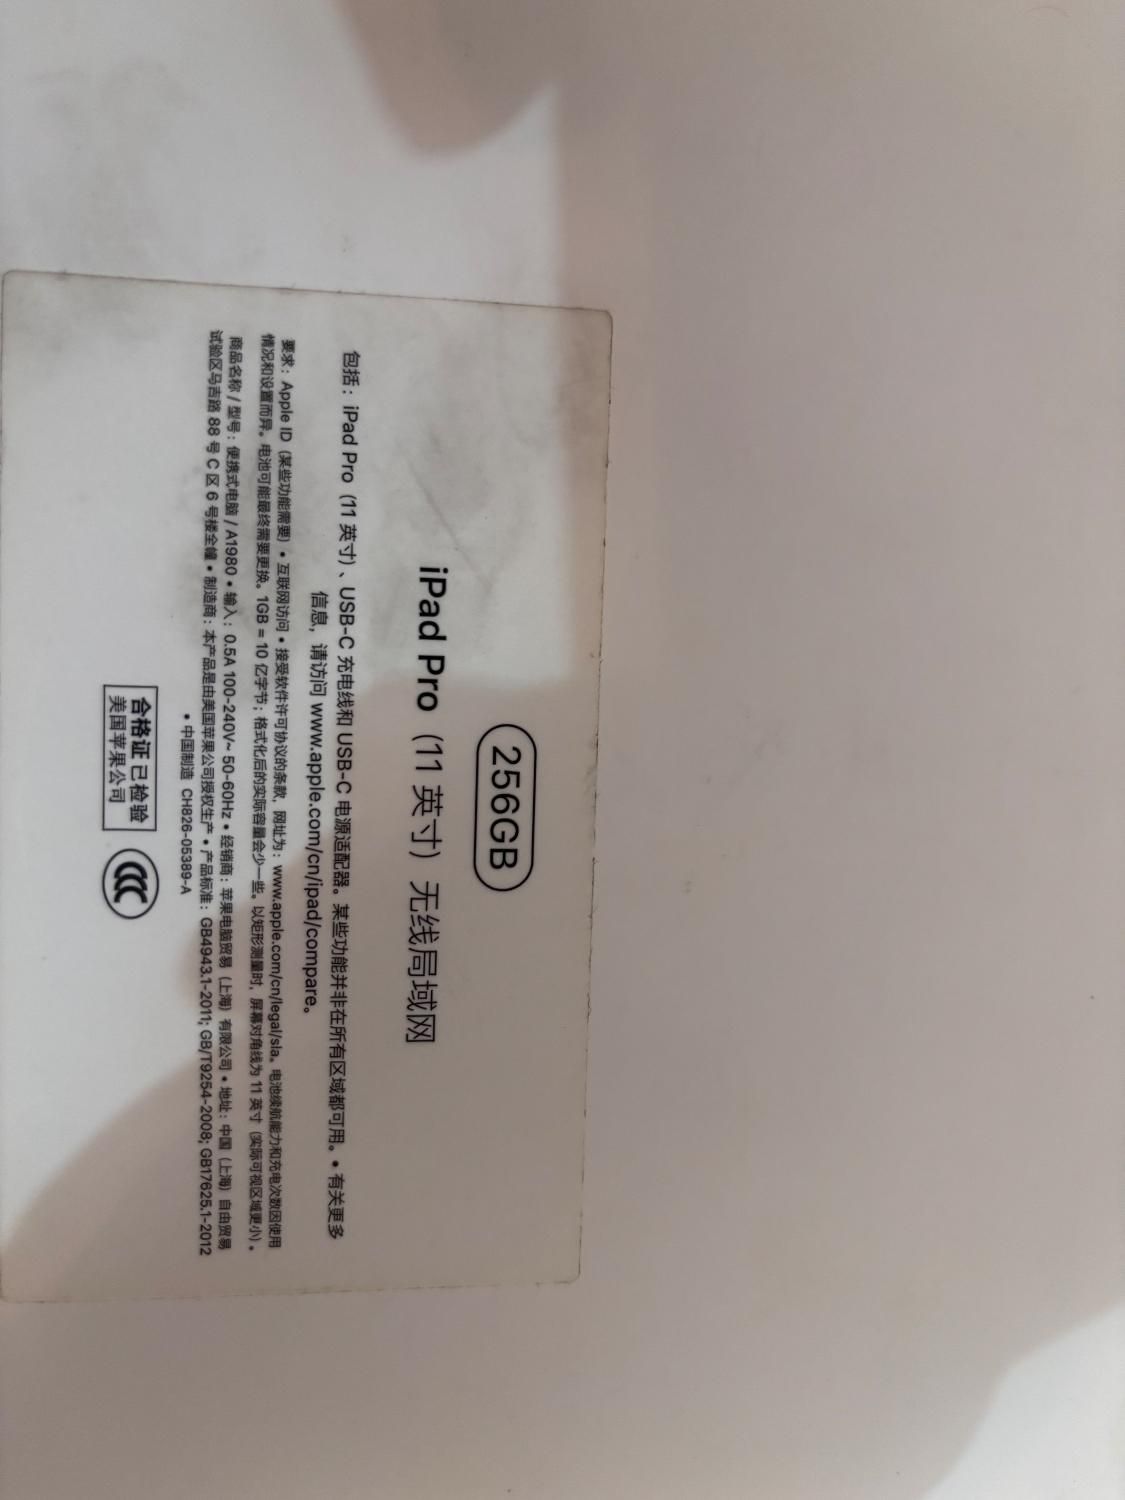 256GB
iPad Pro（11 英寸）无线局域网
包括：iPad Pro（11 英寸）、USB-C 充电线和 USB-C 电源适配器。某些功能并非在所有区域都可用。• 有关更多
信息，请访问 www.apple.com/cn/ipad/compare。
要求：Apple ID（某些功能需要）• 互联网访问 • 接受软件许可协议的条款，网址为：www.apple.com/cn/legal/sla。电池续航能力和充电次数因使用
情况和设置而异。电池可能最终需要更换。1GB = 10 亿字节；格式化后的实际容量会少一些。以矩形测量时，屏幕对角线为 11 英寸（实际可视区域更小）。
商品名称 / 型号：便携式电脑 / A1980 • 输入：0.5A 100-240V~ 50-60Hz • 经销商：苹果电脑贸易（上海）有限公司 • 地址：中国（上海）自由贸易
试验区马吉路 88 号 C 区 6 号楼全幢 • 制造商：本产品是由美国苹果公司授权生产 • 产品标准：GB4943.1-2011; GB/T9254-2008; GB17625.1-2012
• 中国制造 CH826-05389-A
合格证已检验
美国苹果公司
CCC